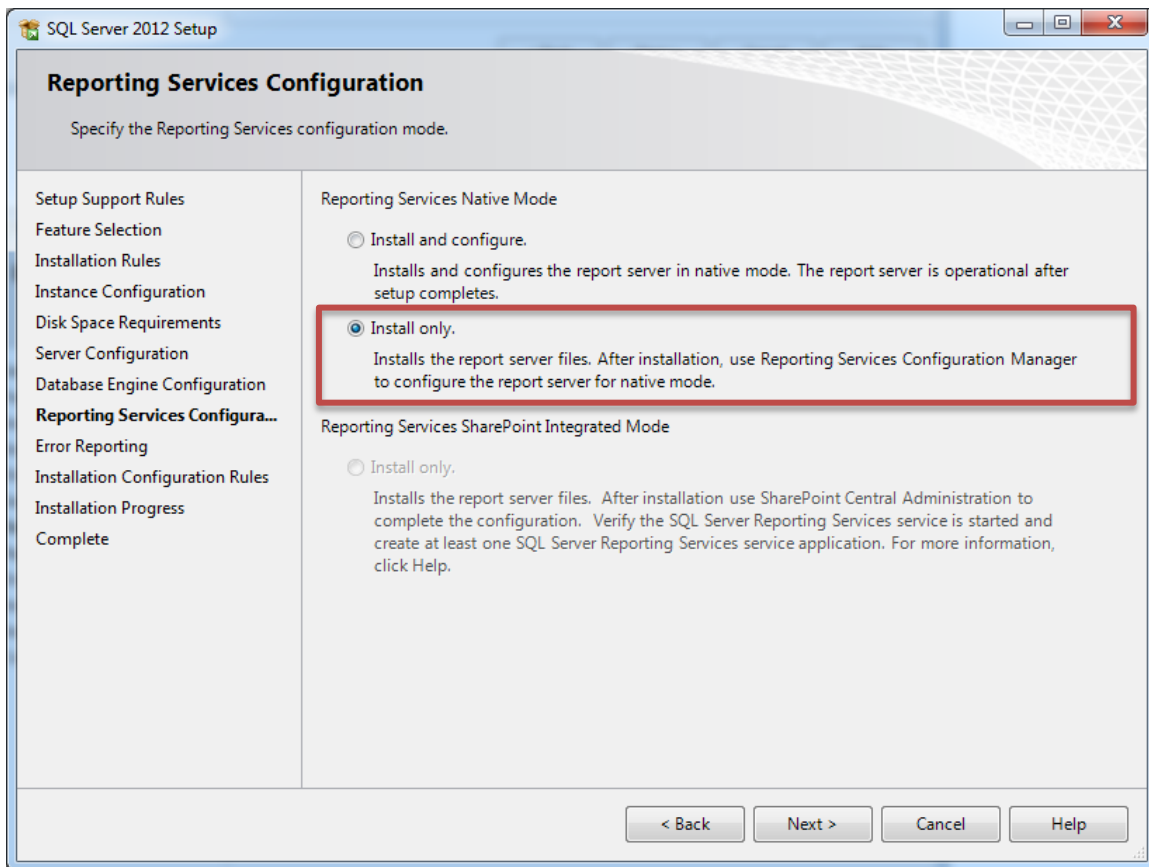 SQL Server 2012 Setup
Reporting Services Configuration
Specify the Reporting Services configuration mode.
Setup Support Rules
Feature Selection
Installation Rules
Instance Configuration
Disk Space Requirements
Server Configuration
Database Engine Configuration
Reporting Services Configura...
Error Reporting
Installation Configuration Rules
Installation Progress
Complete
Reporting Services Native Mode
Install and configure.
Installs and configures the report server in native mode. The report server is operational after
setup completes.
Install only.
Installs the report server files. After installation, use Reporting Services Configuration Manager
to configure the report server for native mode.
Reporting Services SharePoint Integrated Mode
Install only.
Installs the report server files.  After installation use SharePoint Central Administration to
complete the configuration.  Verify the SQL Server Reporting Services service is started and
create at least one SQL Server Reporting Services service application. For more information,
click Help.
< Back
Next >
Cancel
Help